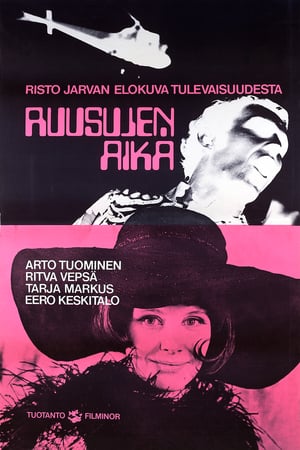 RISTO JARVAN ELOKUVA TULEVAISUUDESTA
RUUSUJEN
AIKA
ARTO TUOMINEN
RITVA VEPSÄ
TARJA MARKUS
EERO KESKITALO
TUOTANTO FILMINOR